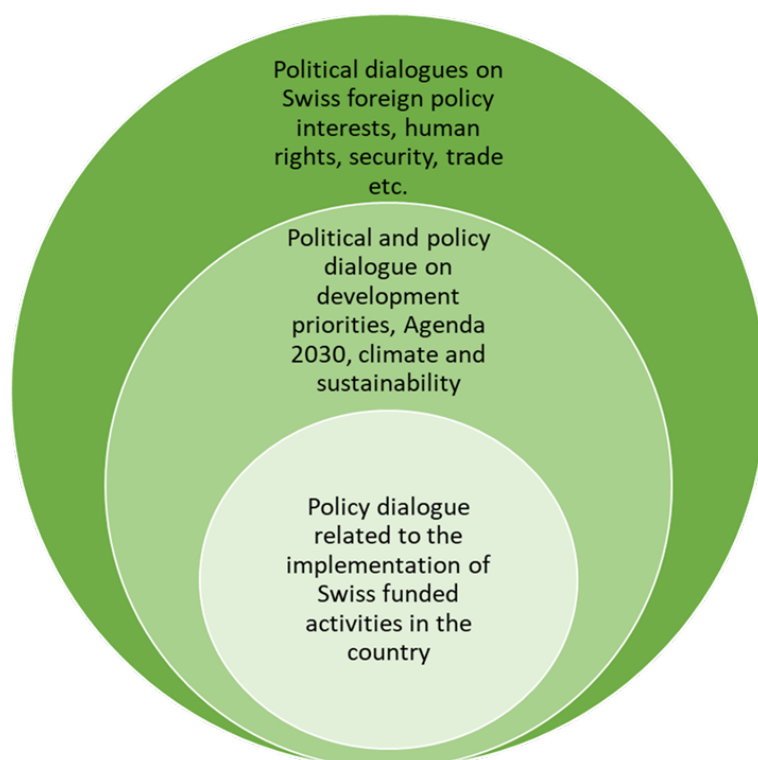 Political dialogues on
Swiss foreign policy
interests, human
rights, security, trade
etc.
Political and policy
dialogue on
development
priorities, Agenda
2030, climate and
sustainability
Policy dialogue
related to the
implementation of
Swiss funded
activities in the
country